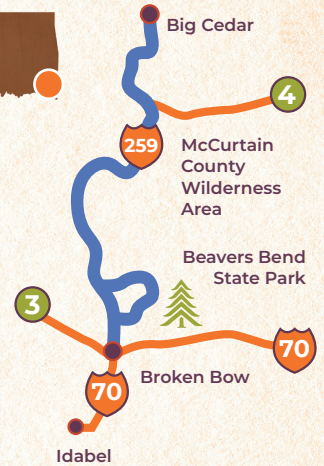 Big Cedar
4
259
McCurtain
County
Wilderness
Area
Beavers Bend
State Park
3
70
Broken Bow
70
Idabel